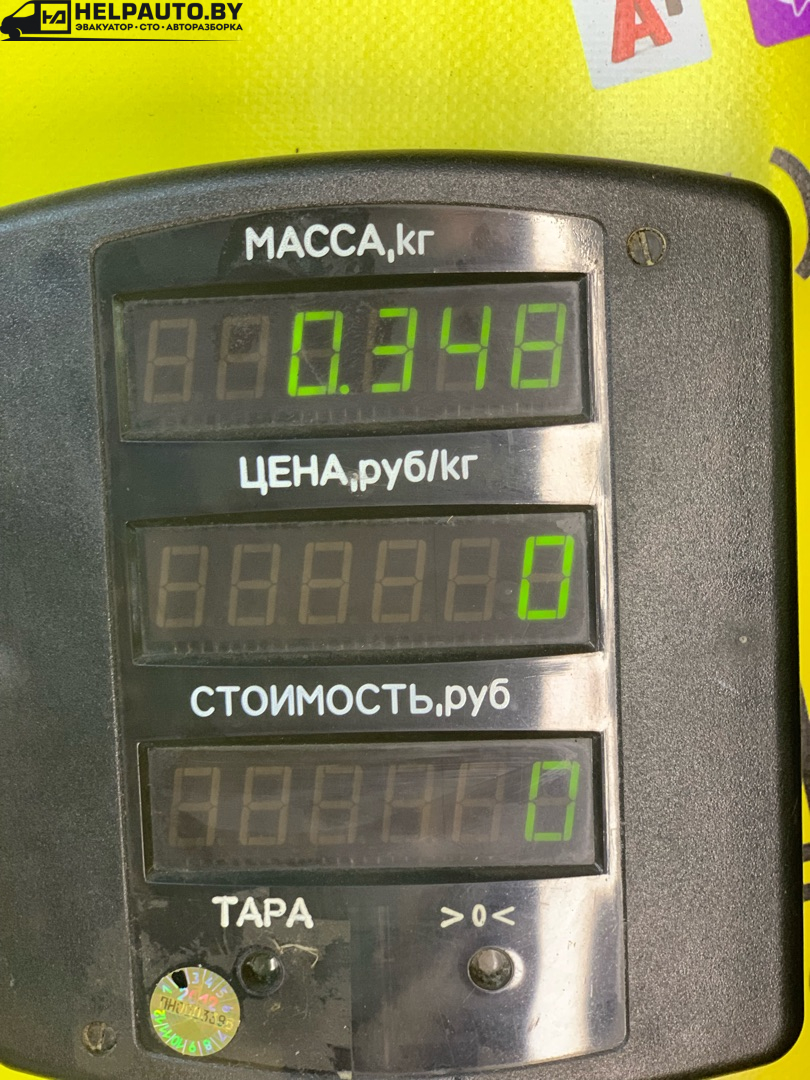 HELPAUTO.BY
ЭВАКУАТОР • СТО • АВТОРАЗБОРКА
МАССА,кг
0.348
ЦЕНА,руб/кг
0
СТОИМОСТЬ,руб
0
ТАРА >0<